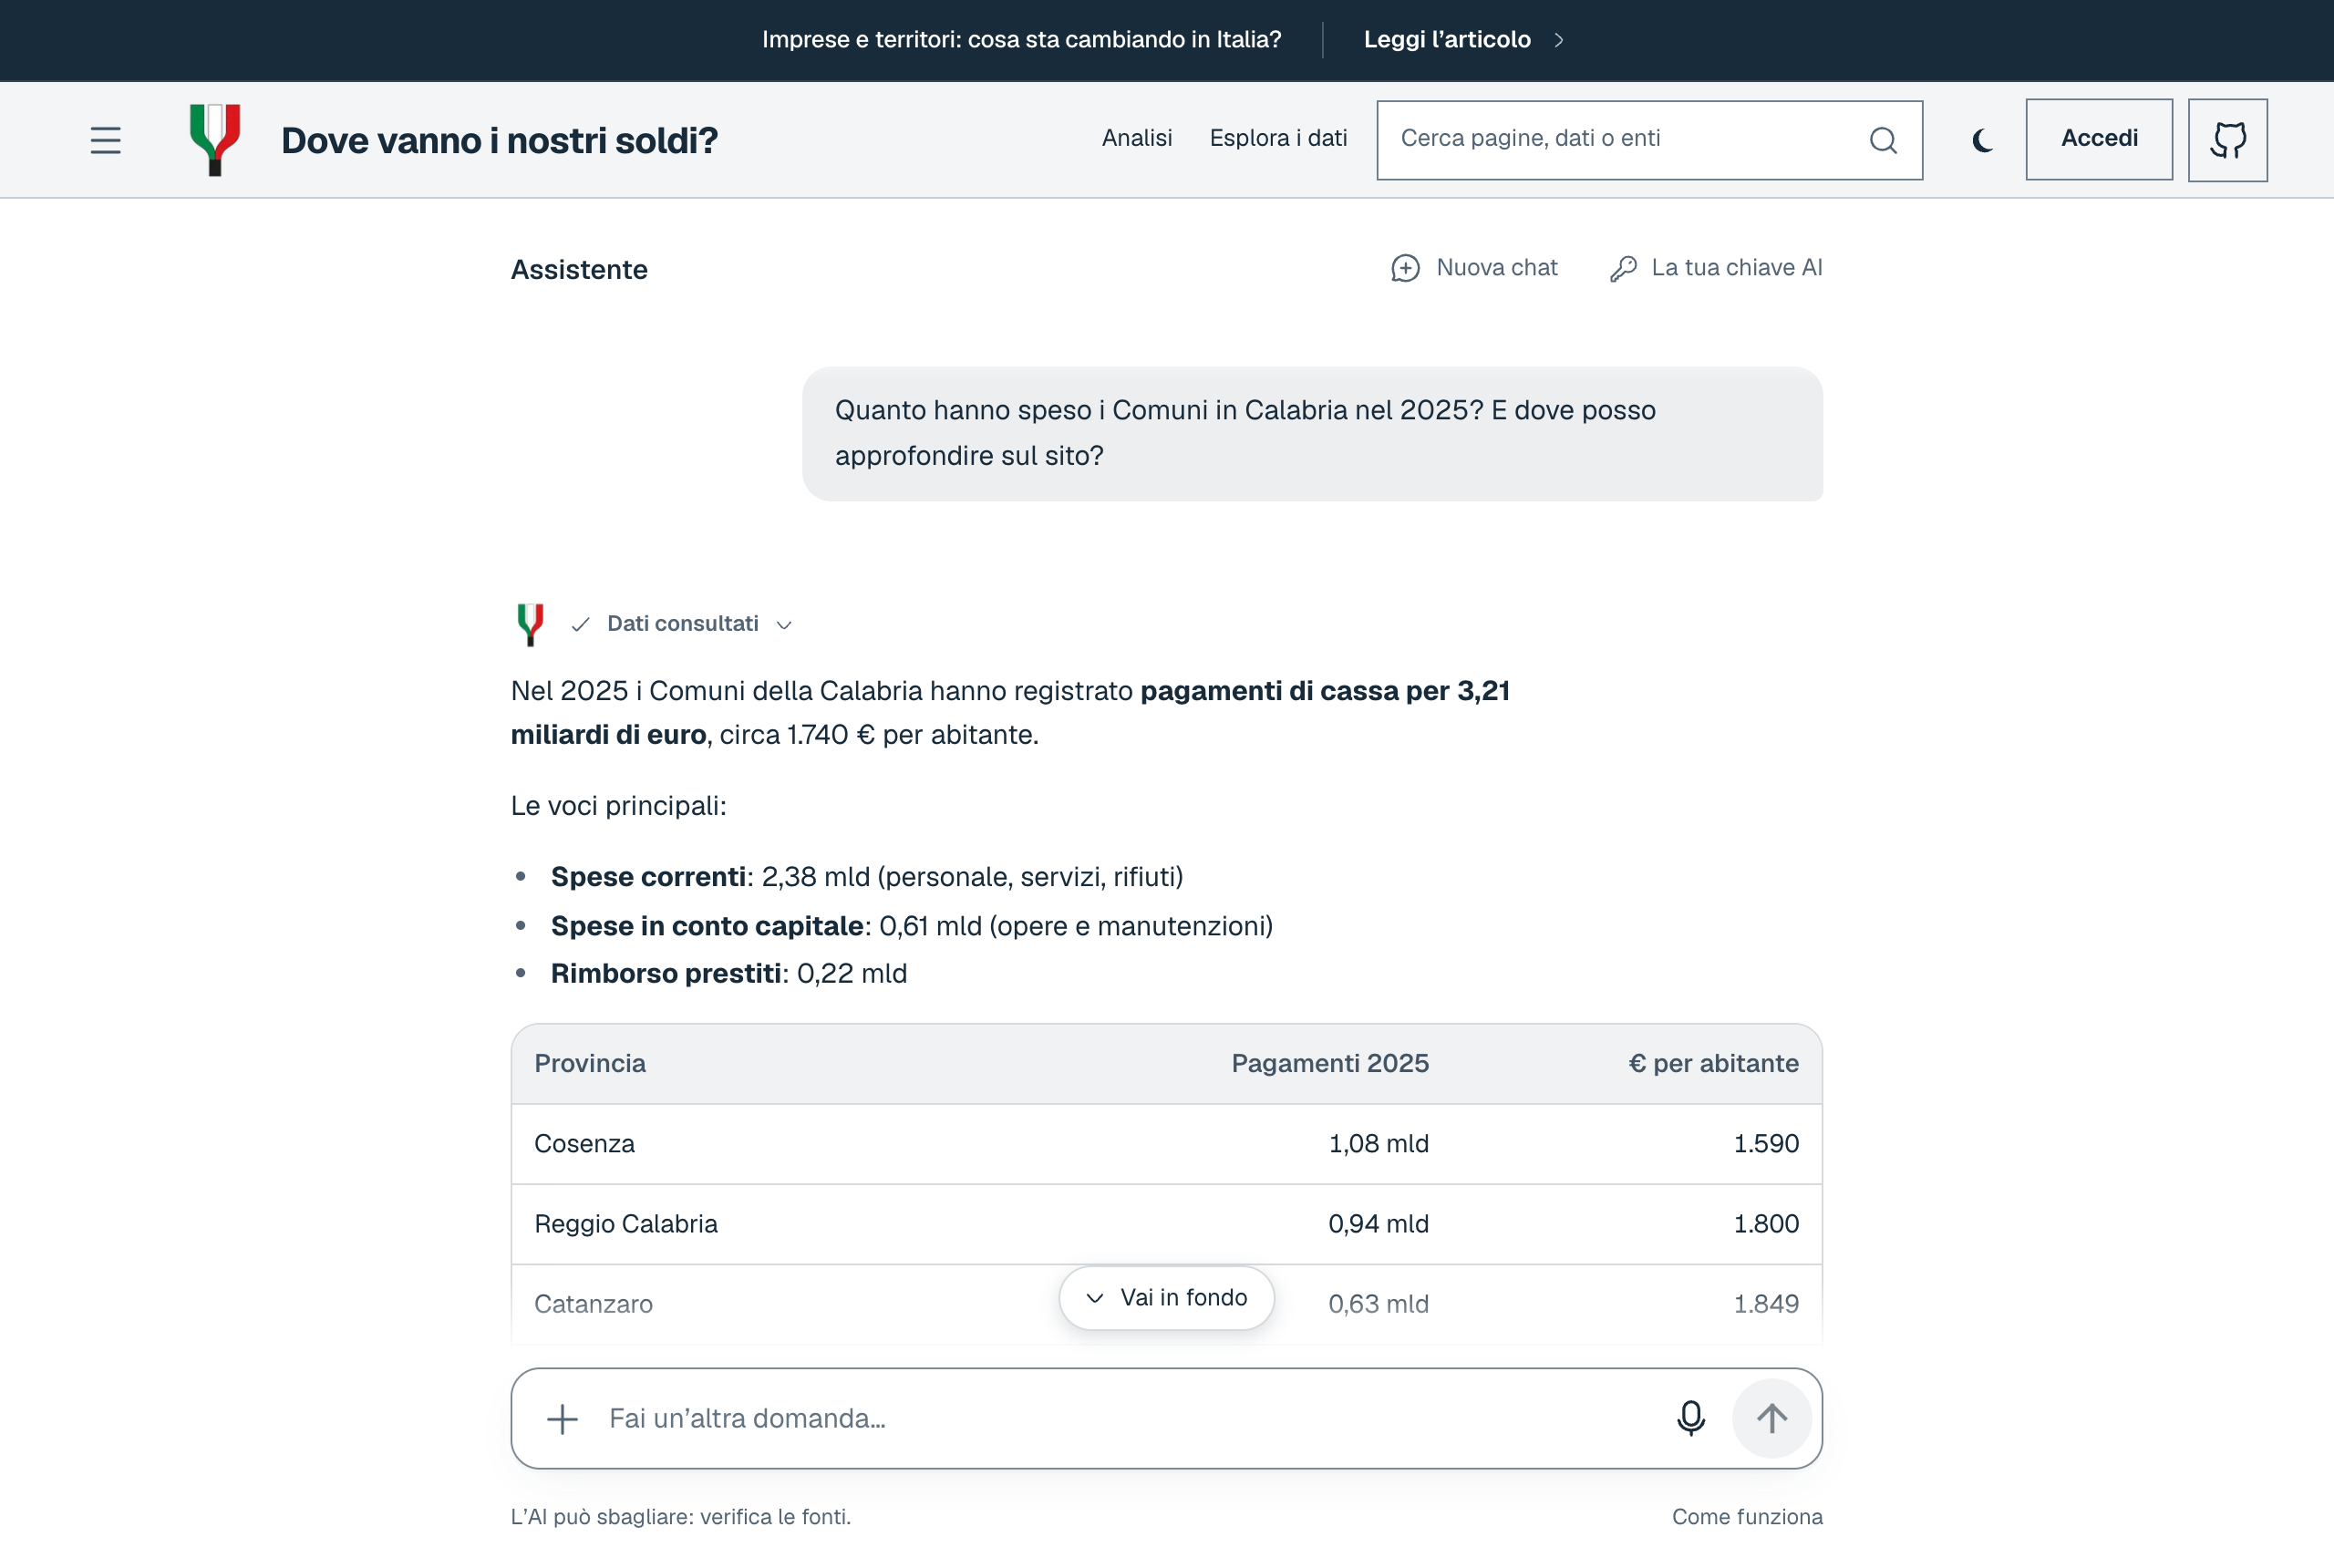 Imprese e territori: cosa sta cambiando in Italia? Leggi l’articolo
Dove vanno i nostri soldi?
Analisi Esplora i dati Cerca pagine, dati o enti Accedi
Assistente Nuova chat La tua chiave AI
Quanto hanno speso i Comuni in Calabria nel 2025? E dove posso
approfondire sul sito?
Dati consultati
Nel 2025 i Comuni della Calabria hanno registrato pagamenti di cassa per 3,21
miliardi di euro, circa 1.740 € per abitante.
Le voci principali:
• Spese correnti: 2,38 mld (personale, servizi, rifiuti)
• Spese in conto capitale: 0,61 mld (opere e manutenzioni)
• Rimborso prestiti: 0,22 mld
Provincia Pagamenti 2025 € per abitante
Cosenza 1,08 mld 1.590
Reggio Calabria 0,94 mld 1.800
Catanzaro 0,63 mld 1.849
Vai in fondo
Fai un’altra domanda…
L’AI può sbagliare: verifica le fonti. Come funziona